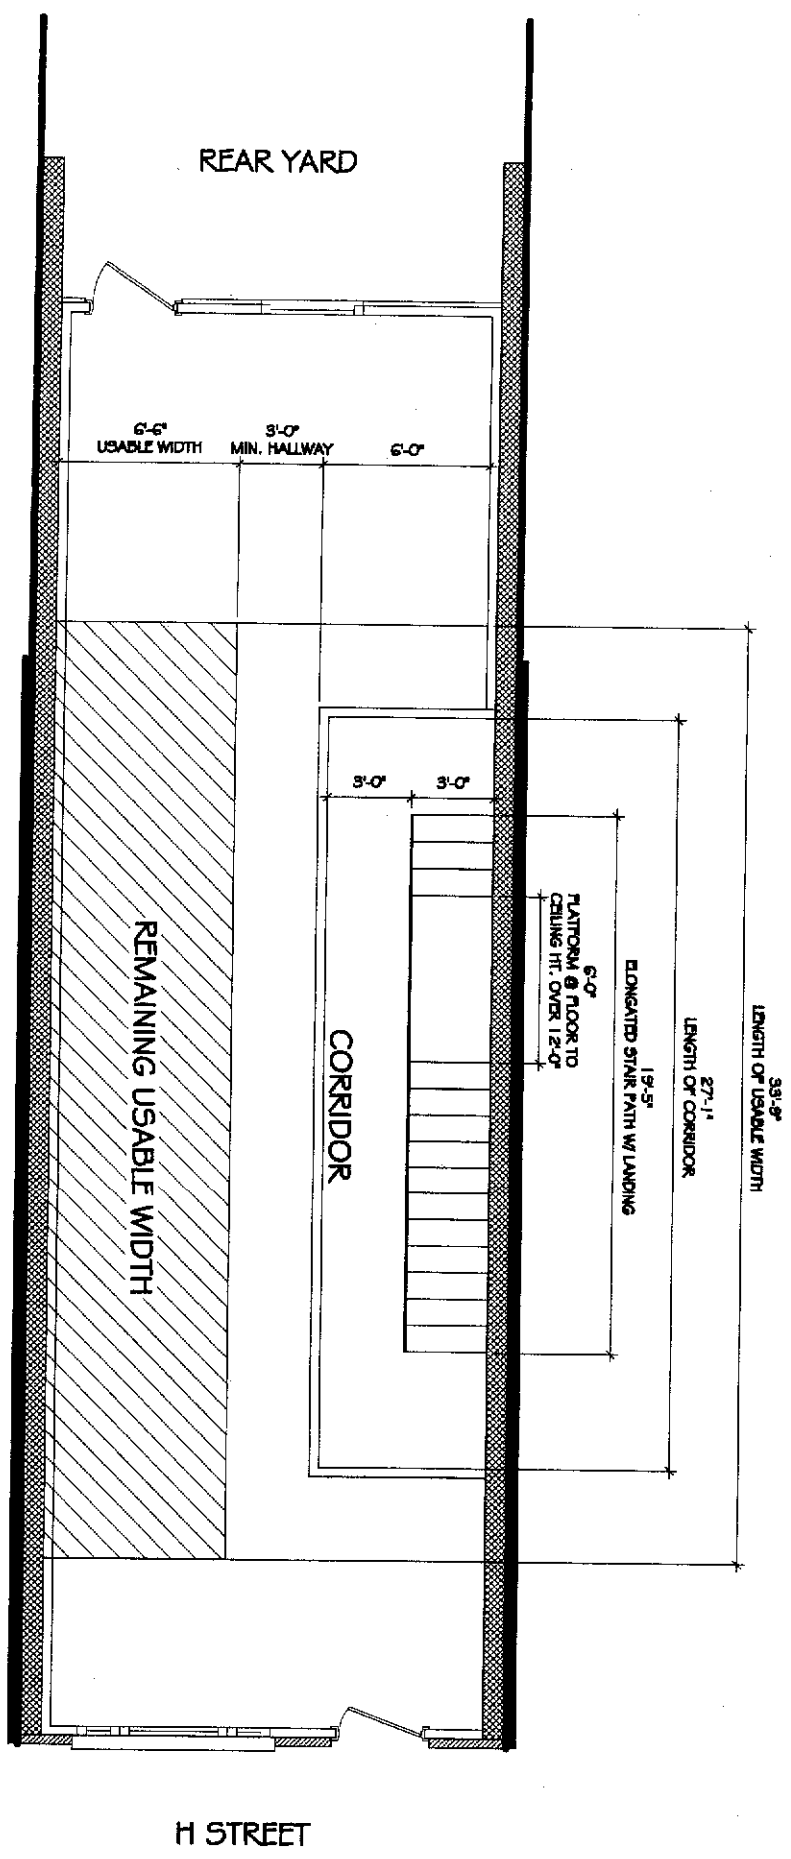 REAR YARD
6'-6"
USABLE WIDTH
3'-0"
MIN. HALLWAY
6'-0"
3'-0"
3'-0"
6'-0"
PLATFORM @ FLOOR TO
CEILING HT. OVER 12'-0"
19'-5"
ELONGATED STAIR PATH W/ LANDING
27'-1"
LENGTH OF CORRIDOR
33'-8"
LENGTH OF USABLE WIDTH
CORRIDOR
REMAINING USABLE WIDTH
H STREET